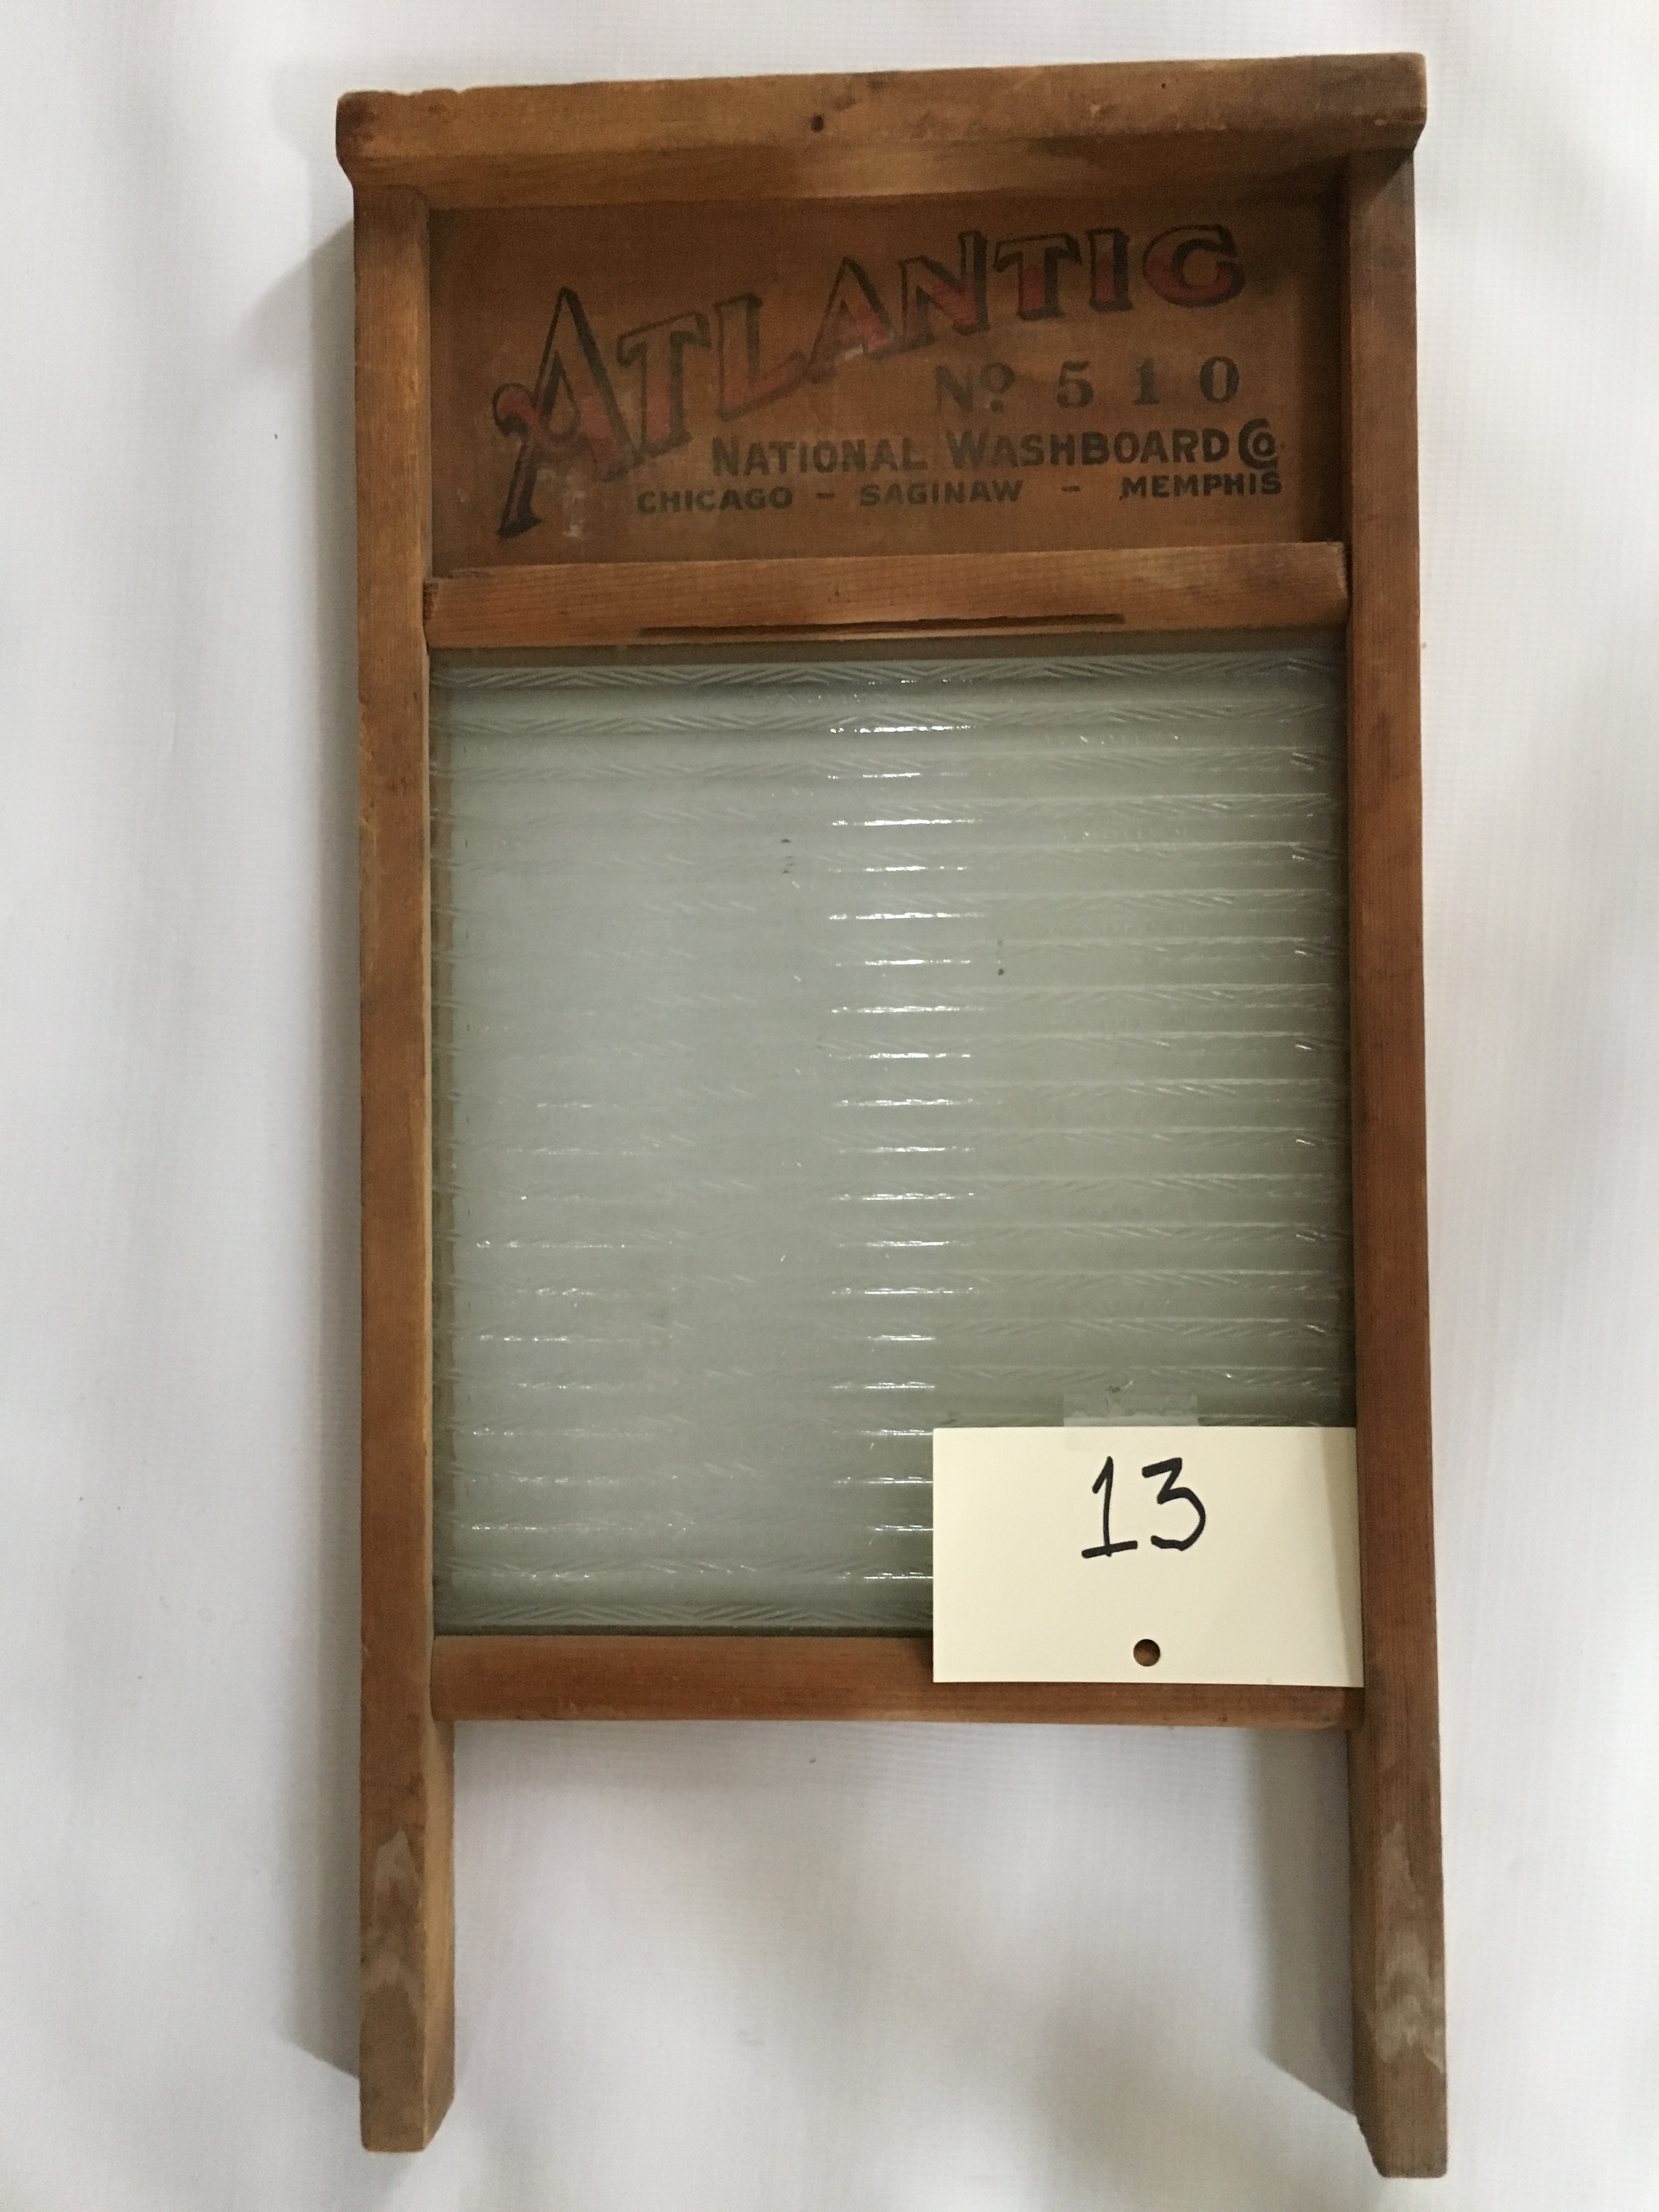 ATLANTIC
Nº 510
NATIONAL WASHBOARD Co.
CHICAGO - SAGINAW - MEMPHIS
13